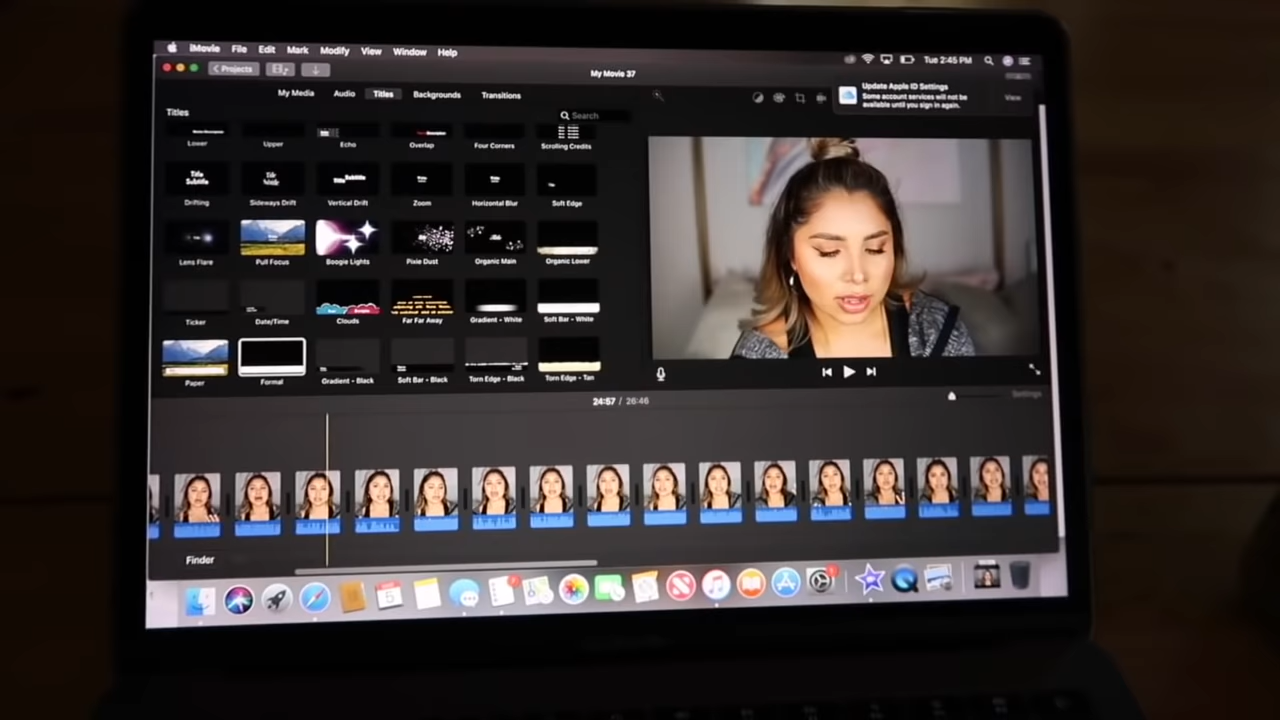 iMovie File Edit Mark Modify View Window Help
Tue 2:45 PM
Projects
My Movie 37
Update Apple ID Settings
Some account services will not be
available until you sign in again.
View
My Media Audio Titles Backgrounds Transitions
Titles
Search
Lower Upper Echo Overlap Four Corners Scrolling Credits
Title
Subtitle
Drifting Sideways Drift Vertical Drift Zoom Horizontal Blur Soft Edge
Lens Flare Pull Focus Boogie Lights Pixie Dust Organic Main Organic Lower
Ticker Date/Time Clouds Far Far Away Gradient - White Soft Bar - White
Paper Formal Gradient - Black Soft Bar - Black Torn Edge - Black Torn Edge - Tan
24:57 / 26:46
Settings
Finder
5